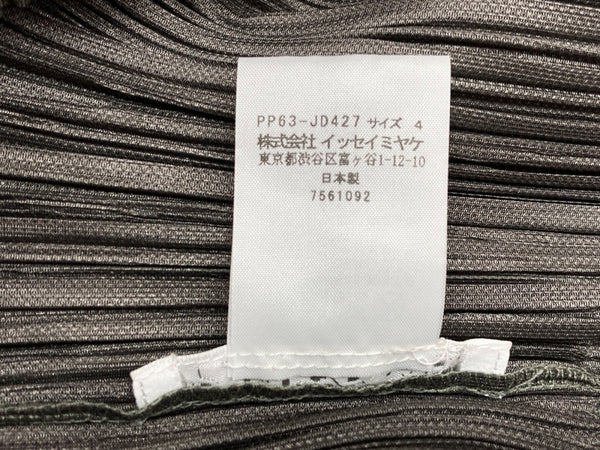 PP63-JD427 サイズ 4
株式会社 イッセイミヤケ
東京都渋谷区富ヶ谷1-12-10
日本製
7561092